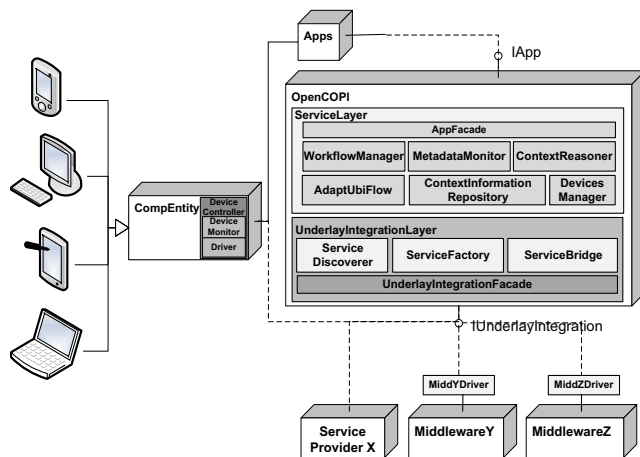 Apps
IApp
OpenCOPI
ServiceLayer
AppFacade
WorkflowManager
MetadataMonitor
ContextReasoner
AdaptUbiFlow
ContextInformation
Repository
Devices
Manager
CompEntity
Device
Controller
Device
Monitor
Driver
UnderlayIntegrationLayer
Service
Discoverer
ServiceFactory
ServiceBridge
UnderlayIntegrationFacade
IUnderlayIntegration
MiddYDriver
MiddZDriver
Service
Provider X
MiddlewareY
MiddlewareZ